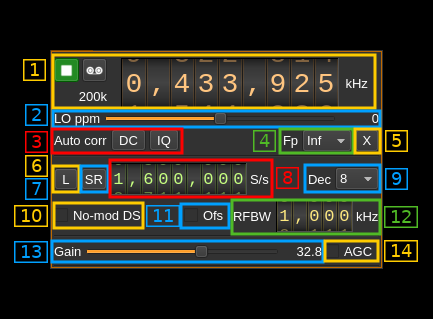 1 0,433,925 kHz
200k
2 LO ppm 0
3 Auto corr DC IQ 4 Fp Inf X 5
6
7 L SR 1,600,000 S/s 8 Dec 8 9
10 No-mod DS 11 Ofs RFBW 1,000 kHz 12
13 Gain 32.8 AGC 14